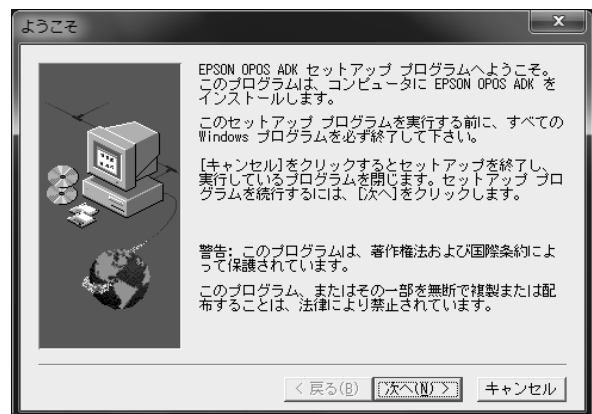 ようこそ
EPSON OPOS ADK セットアップ プログラムへようこそ。
このプログラムは、コンピュータに EPSON OPOS ADK を
インストールします。
このセットアップ プログラムを実行する前に、すべての
Windows プログラムを必ず終了して下さい。
[キャンセル]をクリックするとセットアップを終了し、
実行しているプログラムを閉じます。セットアップ プロ
グラムを続行するには、[次へ]をクリックします。
警告: このプログラムは、著作権法および国際条約によ
って保護されています。
このプログラム、またはその一部を無断で複製または配
布することは、法律により禁止されています。
< 戻る(B) 次へ(N) > キャンセル